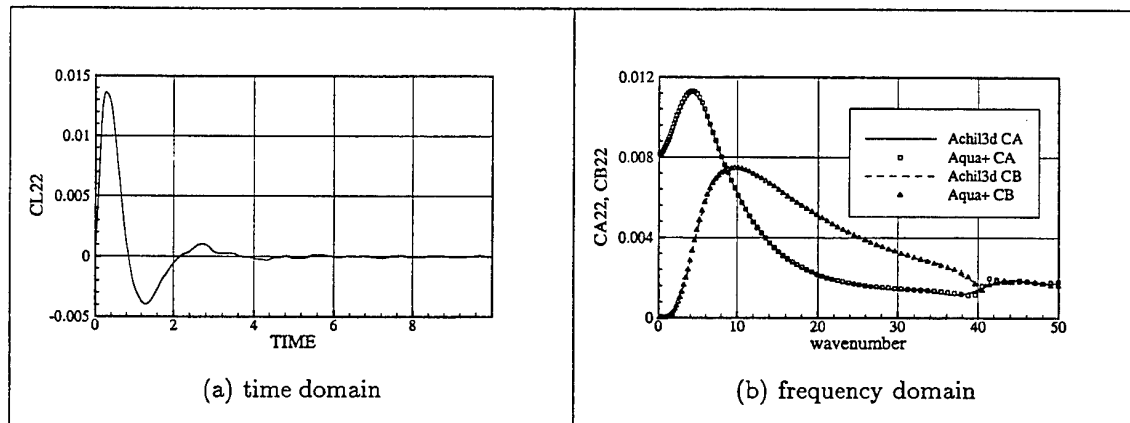 0.015
0.01
0.005
0
-0.005
CL22
0
2
4
6
8
TIME
(a) time domain
0.012
0.008
0.004
0
CA22, CB22
Achil3d CA
Aqua+ CA
Achil3d CB
Aqua+ CB
0
10
20
30
40
50
wavenumber
(b) frequency domain